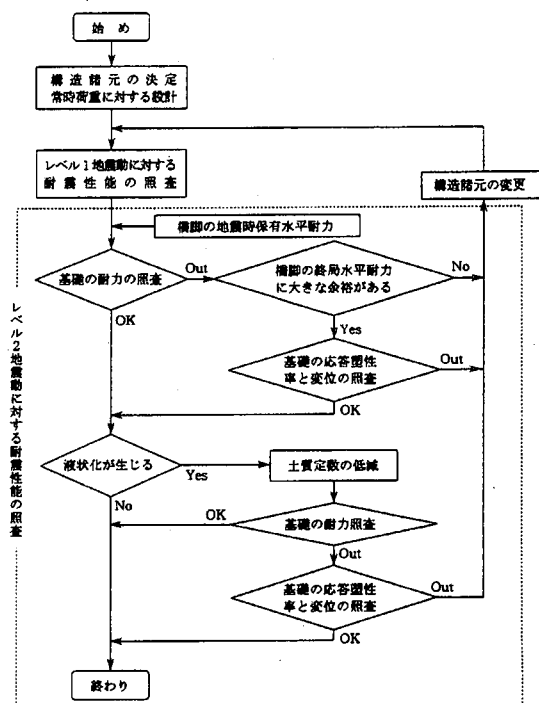 始 め
構造諸元の決定
常時荷重に対する設計
レベル1地震動に対する
耐震性能の照査
構造諸元の変更
橋脚の地震時保有水平耐力
基礎の耐力の照査
Out
橋脚の終局水平耐力
に大きな余裕がある
No
OK
Yes
基礎の応答塑性
率と変位の照査
Out
OK
レベル2地震動に対する耐震性能の照査
液状化が生じる
Yes
土質定数の低減
No
OK
基礎の耐力照査
Out
基礎の応答塑性
率と変位の照査
Out
OK
終わり